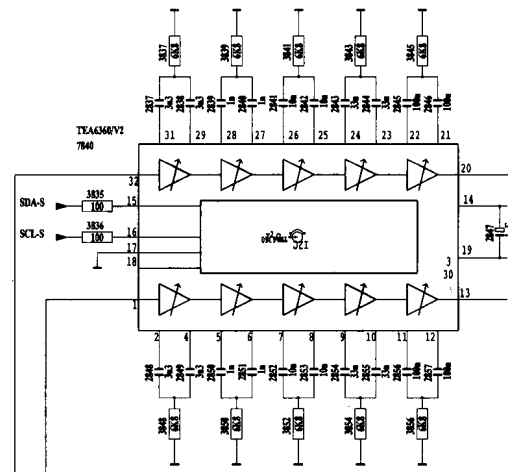 3837
6K8
3839
6K8
3841
6K8
3843
6K8
3845
6K8
2837
3n3
2838
3n3
2839
1n
2840
1n
2841
10n
2842
10n
2843
33n
2844
33n
2845
100n
2846
100n
TEA6360/V2
7840
31
29
28
27
26
25
24
23
22
21
32
20
SDA-S
3835
100
15
14
SCL-S
3836
100
16
17
18
I2C
2847
19
3
30
1
13
2
4
5
6
7
8
9
10
11
12
2848
3n3
2849
3n3
2850
1n
2851
1n
2852
10n
2853
10n
2854
33n
2855
33n
2856
100n
2857
100n
3848
6K8
3850
6K8
3852
6K8
3854
6K8
3856
6K8